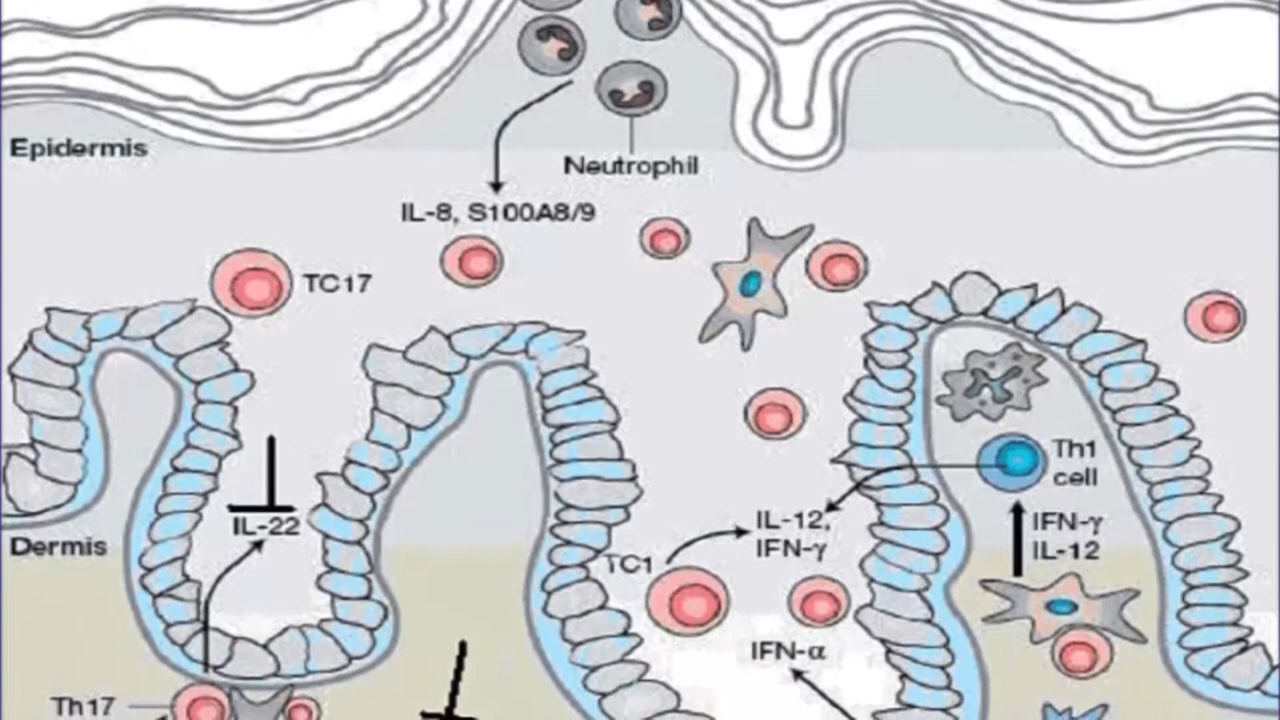 Epidermis
Neutrophil
IL-8, S100A8/9
TC17
Th1
cell
IL-22
IL-12,
IFN-γ
IFN-γ
IL-12
Dermis
TC1
IFN-α
Th17